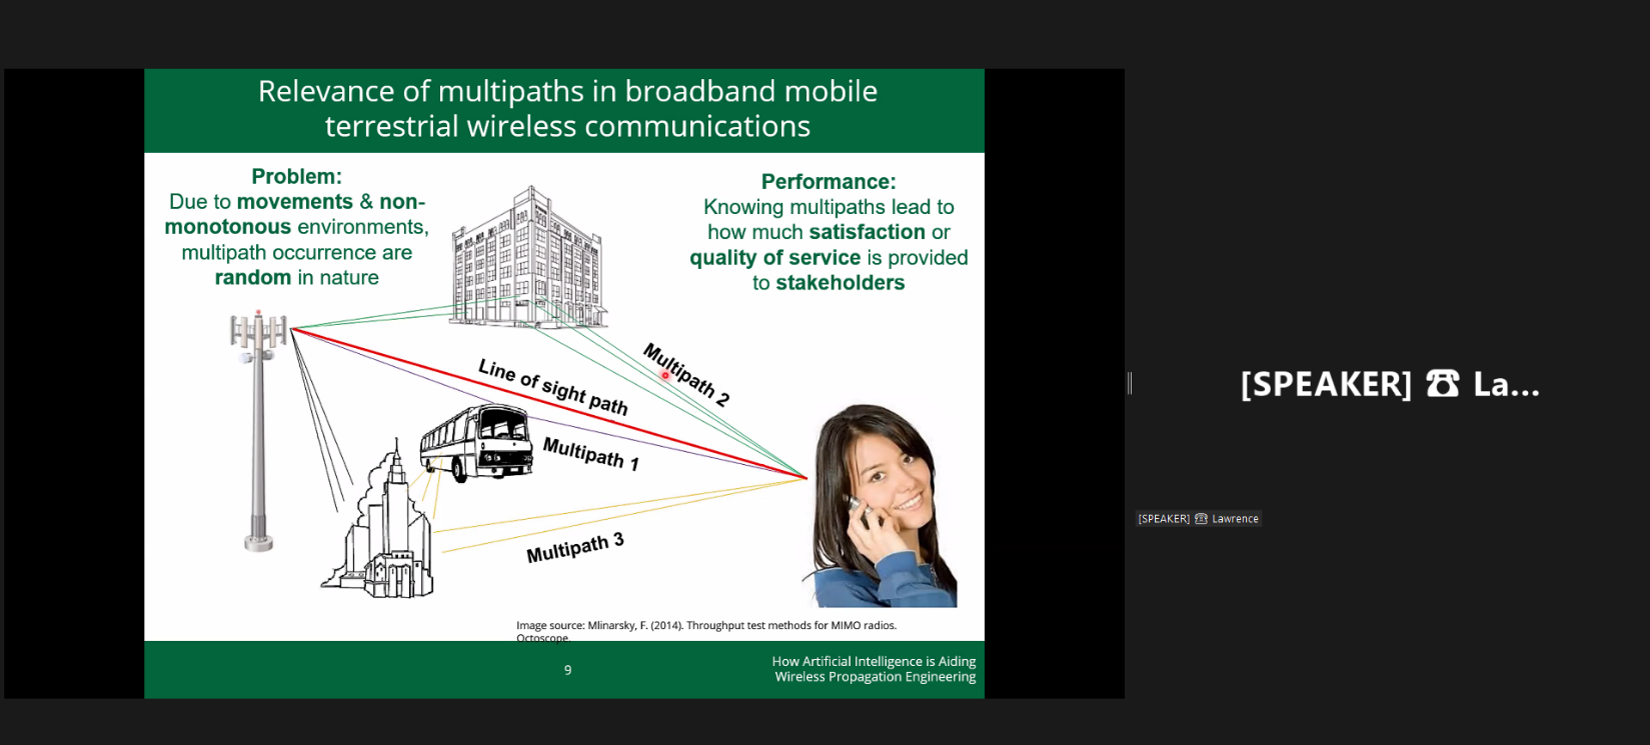 Relevance of multipaths in broadband mobile
terrestrial wireless communications
Problem:
Due to movements & non-
monotonous environments,
multipath occurrence are
random in nature
Performance:
Knowing multipaths lead to
how much satisfaction or
quality of service is provided
to stakeholders
Multipath 2
Line of sight path
Multipath 1
Multipath 3
Image source: Mlinarsky, F. (2014). Throughput test methods for MIMO radios.
Octoscope.
9
How Artificial Intelligence is Aiding
Wireless Propagation Engineering
[SPEAKER] ☎ La...
[SPEAKER] ☎ Lawrence